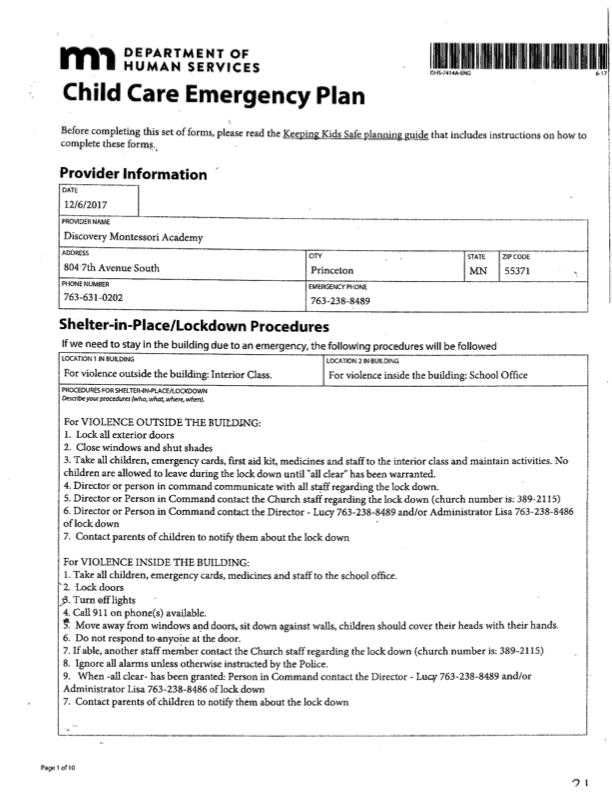 DEPARTMENT OF
HUMAN SERVICES
DHS-7414A-ENG 6-17
Child Care Emergency Plan
Before completing this set of forms, please read the Keeping Kids Safe planning guide that includes instructions on how to
complete these forms.
Provider Information
DATE
12/6/2017
PROVIDER NAME
Discovery Montessori Academy
ADDRESS CITY STATE ZIP CODE
804 7th Avenue South Princeton MN 55371
PHONE NUMBER EMERGENCY PHONE
763-631-0202 763-238-8489
Shelter-in-Place/Lockdown Procedures
If we need to stay in the building due to an emergency, the following procedures will be followed
LOCATION 1 IN BUILDING LOCATION 2 IN BUILDING
For violence outside the building: Interior Class. For violence inside the building: School Office
PROCEDURES FOR SHELTER-IN-PLACE/LOCKDOWN
Describe your procedures (who, what, where, when).
For VIOLENCE OUTSIDE THE BUILDING:
1. Lock all exterior doors
2. Close windows and shut shades
3. Take all children, emergency cards, first aid kit, medicines and staff to the interior class and maintain activities. No
children are allowed to leave during the lock down until "all clear" has been warranted.
4. Director or person in command communicate with all staff regarding the lock down.
5. Director or Person in Command contact the Church staff regarding the lock down (church number is: 389-2115)
6. Director or Person in Command contact the Director - Lucy 763-238-8489 and/or Administrator Lisa 763-238-8486
of lock down
7. Contact parents of children to notify them about the lock down
For VIOLENCE INSIDE THE BUILDING:
1. Take all children, emergency cards, medicines and staff to the school office.
2. Lock doors
3. Turn off lights
4. Call 911 on phone(s) available.
5. Move away from windows and doors, sit down against walls, children should cover their heads with their hands.
6. Do not respond to anyone at the door.
7. If able, another staff member contact the Church staff regarding the lock down (church number is: 389-2115)
8. Ignore all alarms unless otherwise instructed by the Police.
9. When -all clear- has been granted: Person in Command contact the Director - Lucy 763-238-8489 and/or
Administrator Lisa 763-238-8486 of lock down
7. Contact parents of children to notify them about the lock down
Page 1 of 10